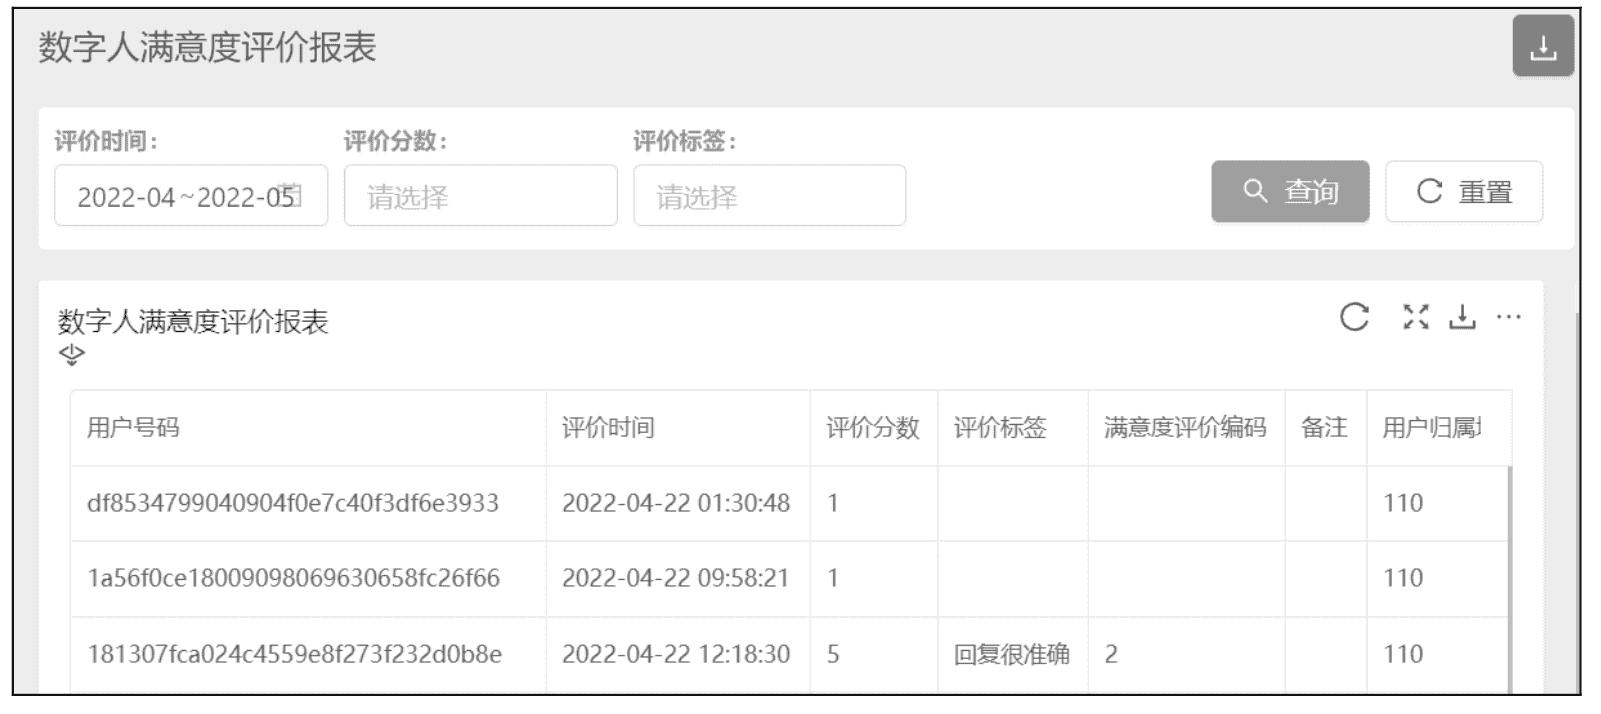 数字人满意度评价报表
评价时间: 评价分数: 评价标签:
2022-04~2022-05 请选择 请选择 查询 重置
数字人满意度评价报表
用户号码 评价时间 评价分数 评价标签 满意度评价编码 备注 用户归属
df8534799040904f0e7c40f3df6e3933 2022-04-22 01:30:48 1 110
1a56f0ce18009098069630658fc26f66 2022-04-22 09:58:21 1 110
181307fca024c4559e8f273f232d0b8e 2022-04-22 12:18:30 5 回复很准确 2 110